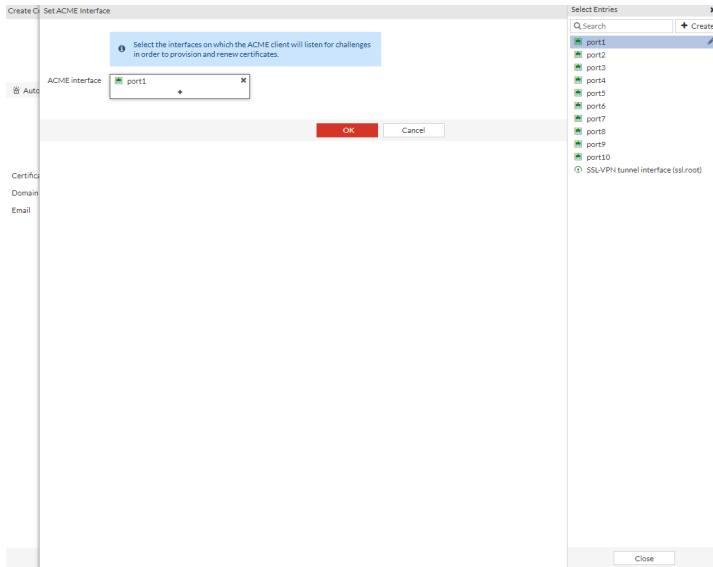 Create C
Set ACME Interface
Select Entries
Select the interfaces on which the ACME client will listen for challenges
in order to provision and renew certificates.
ACME interface
port1
OK
Cancel
Auto
Certifica
Domain
Email
Search
Create
port1
port2
port3
port4
port5
port6
port7
port8
port9
port10
SSL-VPN tunnel interface (ssl.root)
Close